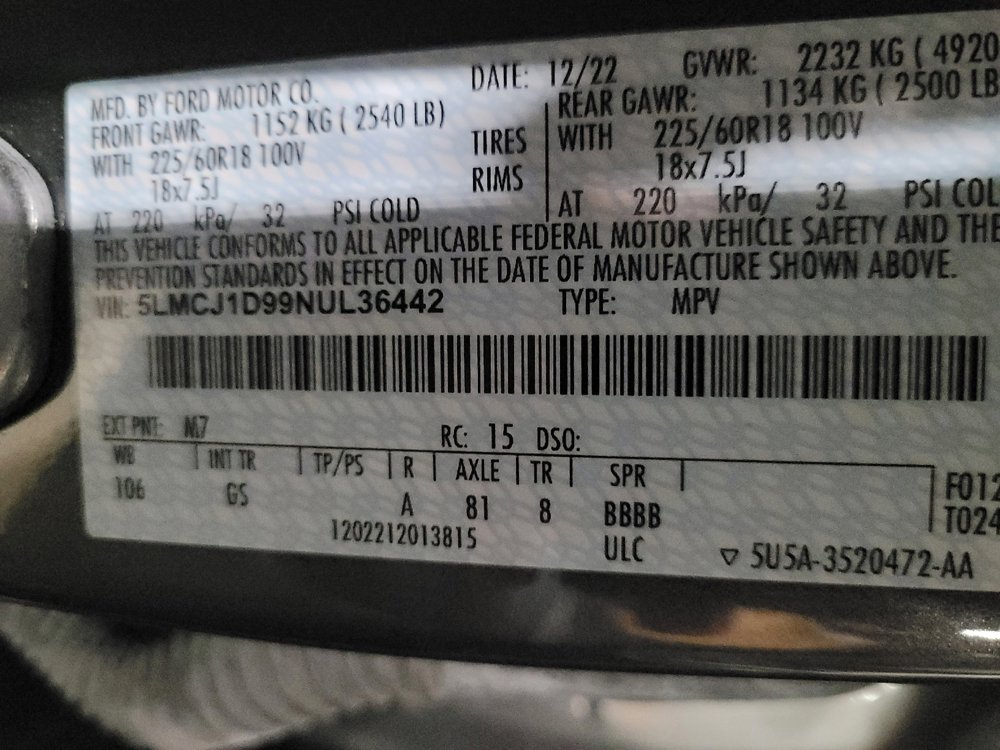 MFD. BY FORD MOTOR CO. DATE: 12/22 GVWR: 2232 KG ( 4920
FRONT GAWR: 1152 KG ( 2540 LB) REAR GAWR: 1134 KG ( 2500 LB
WITH 225/60R18 100V TIRES WITH 225/60R18 100V
18x7.5J RIMS 18x7.5J
AT 220 kPa/ 32 PSI COLD AT 220 kPa/ 32 PSI COL
THIS VEHICLE CONFORMS TO ALL APPLICABLE FEDERAL MOTOR VEHICLE SAFETY AND THE
PREVENTION STANDARDS IN EFFECT ON THE DATE OF MANUFACTURE SHOWN ABOVE.
VIN: 5LMCJ1D99NUL36442 TYPE: MPV
EXT PNT: M7 RC: 15 DSO:
WB INT TR TP/PS R AXLE TR SPR
106 GS A 81 8 BBBB
F012
T024
1202212013815 ULC ▽ 5U5A-3520472-AA